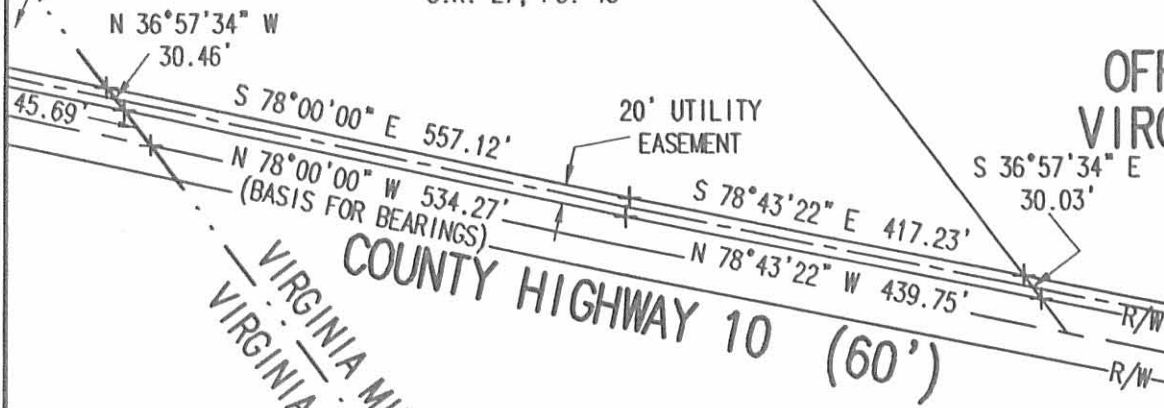 N 36°57'34" W
30.46'
45.69'
S 78°00'00" E 557.12'
20' UTILITY
EASEMENT
N 78°00'00" W 534.27'
(BASIS FOR BEARINGS)
S 78°43'22" E 417.23'
N 78°43'22" W 439.75'
S 36°57'34" E
30.03'
COUNTY HIGHWAY 10 (60')
R/W
R/W
VIRGINIA
VIRGINIA